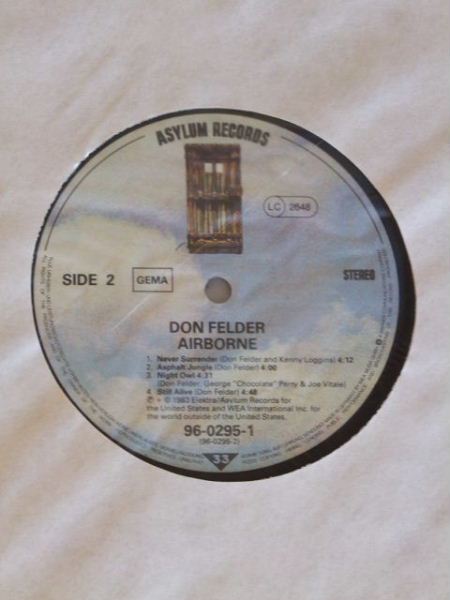 ASYLUM RECORDS
LC 2648
SIDE 2
GEMA
STEREO
DON FELDER
AIRBORNE
1. Never Surrender (Don Felder and Kenny Loggins) 4:12
2. Asphalt Jungle (Don Felder) 4:00
3. Night Owl 4:31
(Don Felder, George "Chocolate" Perry & Joe Vitale)
4. Still Alive (Don Felder) 4:48
℗ + © 1983 Elektra/Asylum Records for
the United States and WEA International Inc. for
the world outside of the United States.
96-0295-1
(96-0295-2)
33